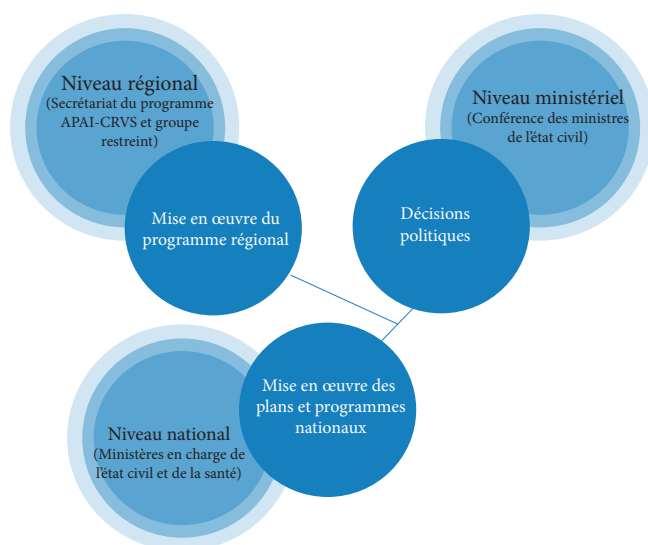 Niveau régional
(Secrétariat du programme
APAI-CRVS et groupe
restreint)
Mise en œuvre du
programme régional
Niveau ministériel
(Conférence des ministres
de l'état civil)
Décisions
politiques
Mise en œuvre des
plans et programmes
nationaux
Niveau national
(Ministères en charge de
l'état civil et de la santé)